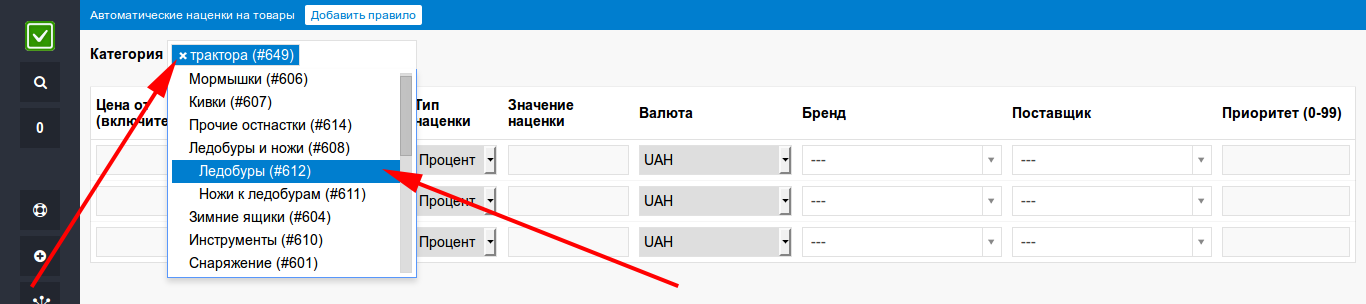 Автоматические наценки на товары Добавить правило
Категория × трактора (#649)
Мормышки (#606)
Кивки (#607)
Прочие остнастки (#614)
Ледобуры и ножи (#608)
Ледобуры (#612)
Ножи к ледобурам (#611)
Зимние ящики (#604)
Инструменты (#610)
Снаряжение (#601)
0
Цена от
(включите
Тип
наценки
Значение
наценки
Валюта
Бренд
Поставщик
Приоритет (0-99)
Процент UAH --- ---
Процент UAH --- ---
Процент UAH --- ---